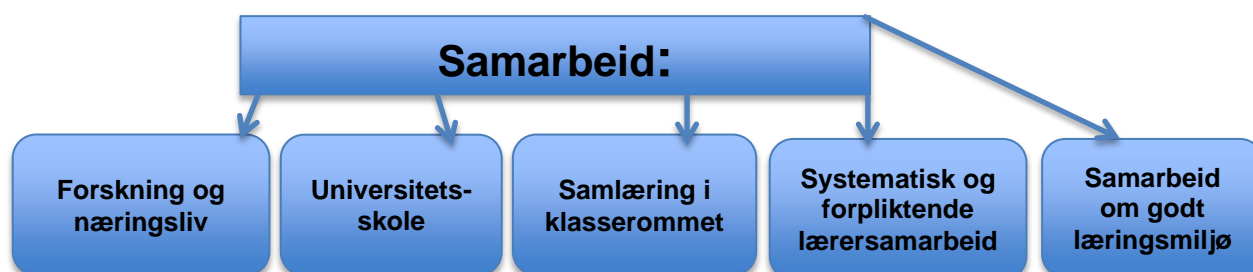 Samarbeid:
Forskning og
næringsliv
Universitets-
skole
Samlæring i
klasserommet
Systematisk og
forpliktende
lærersamarbeid
Samarbeid
om godt
læringsmiljø